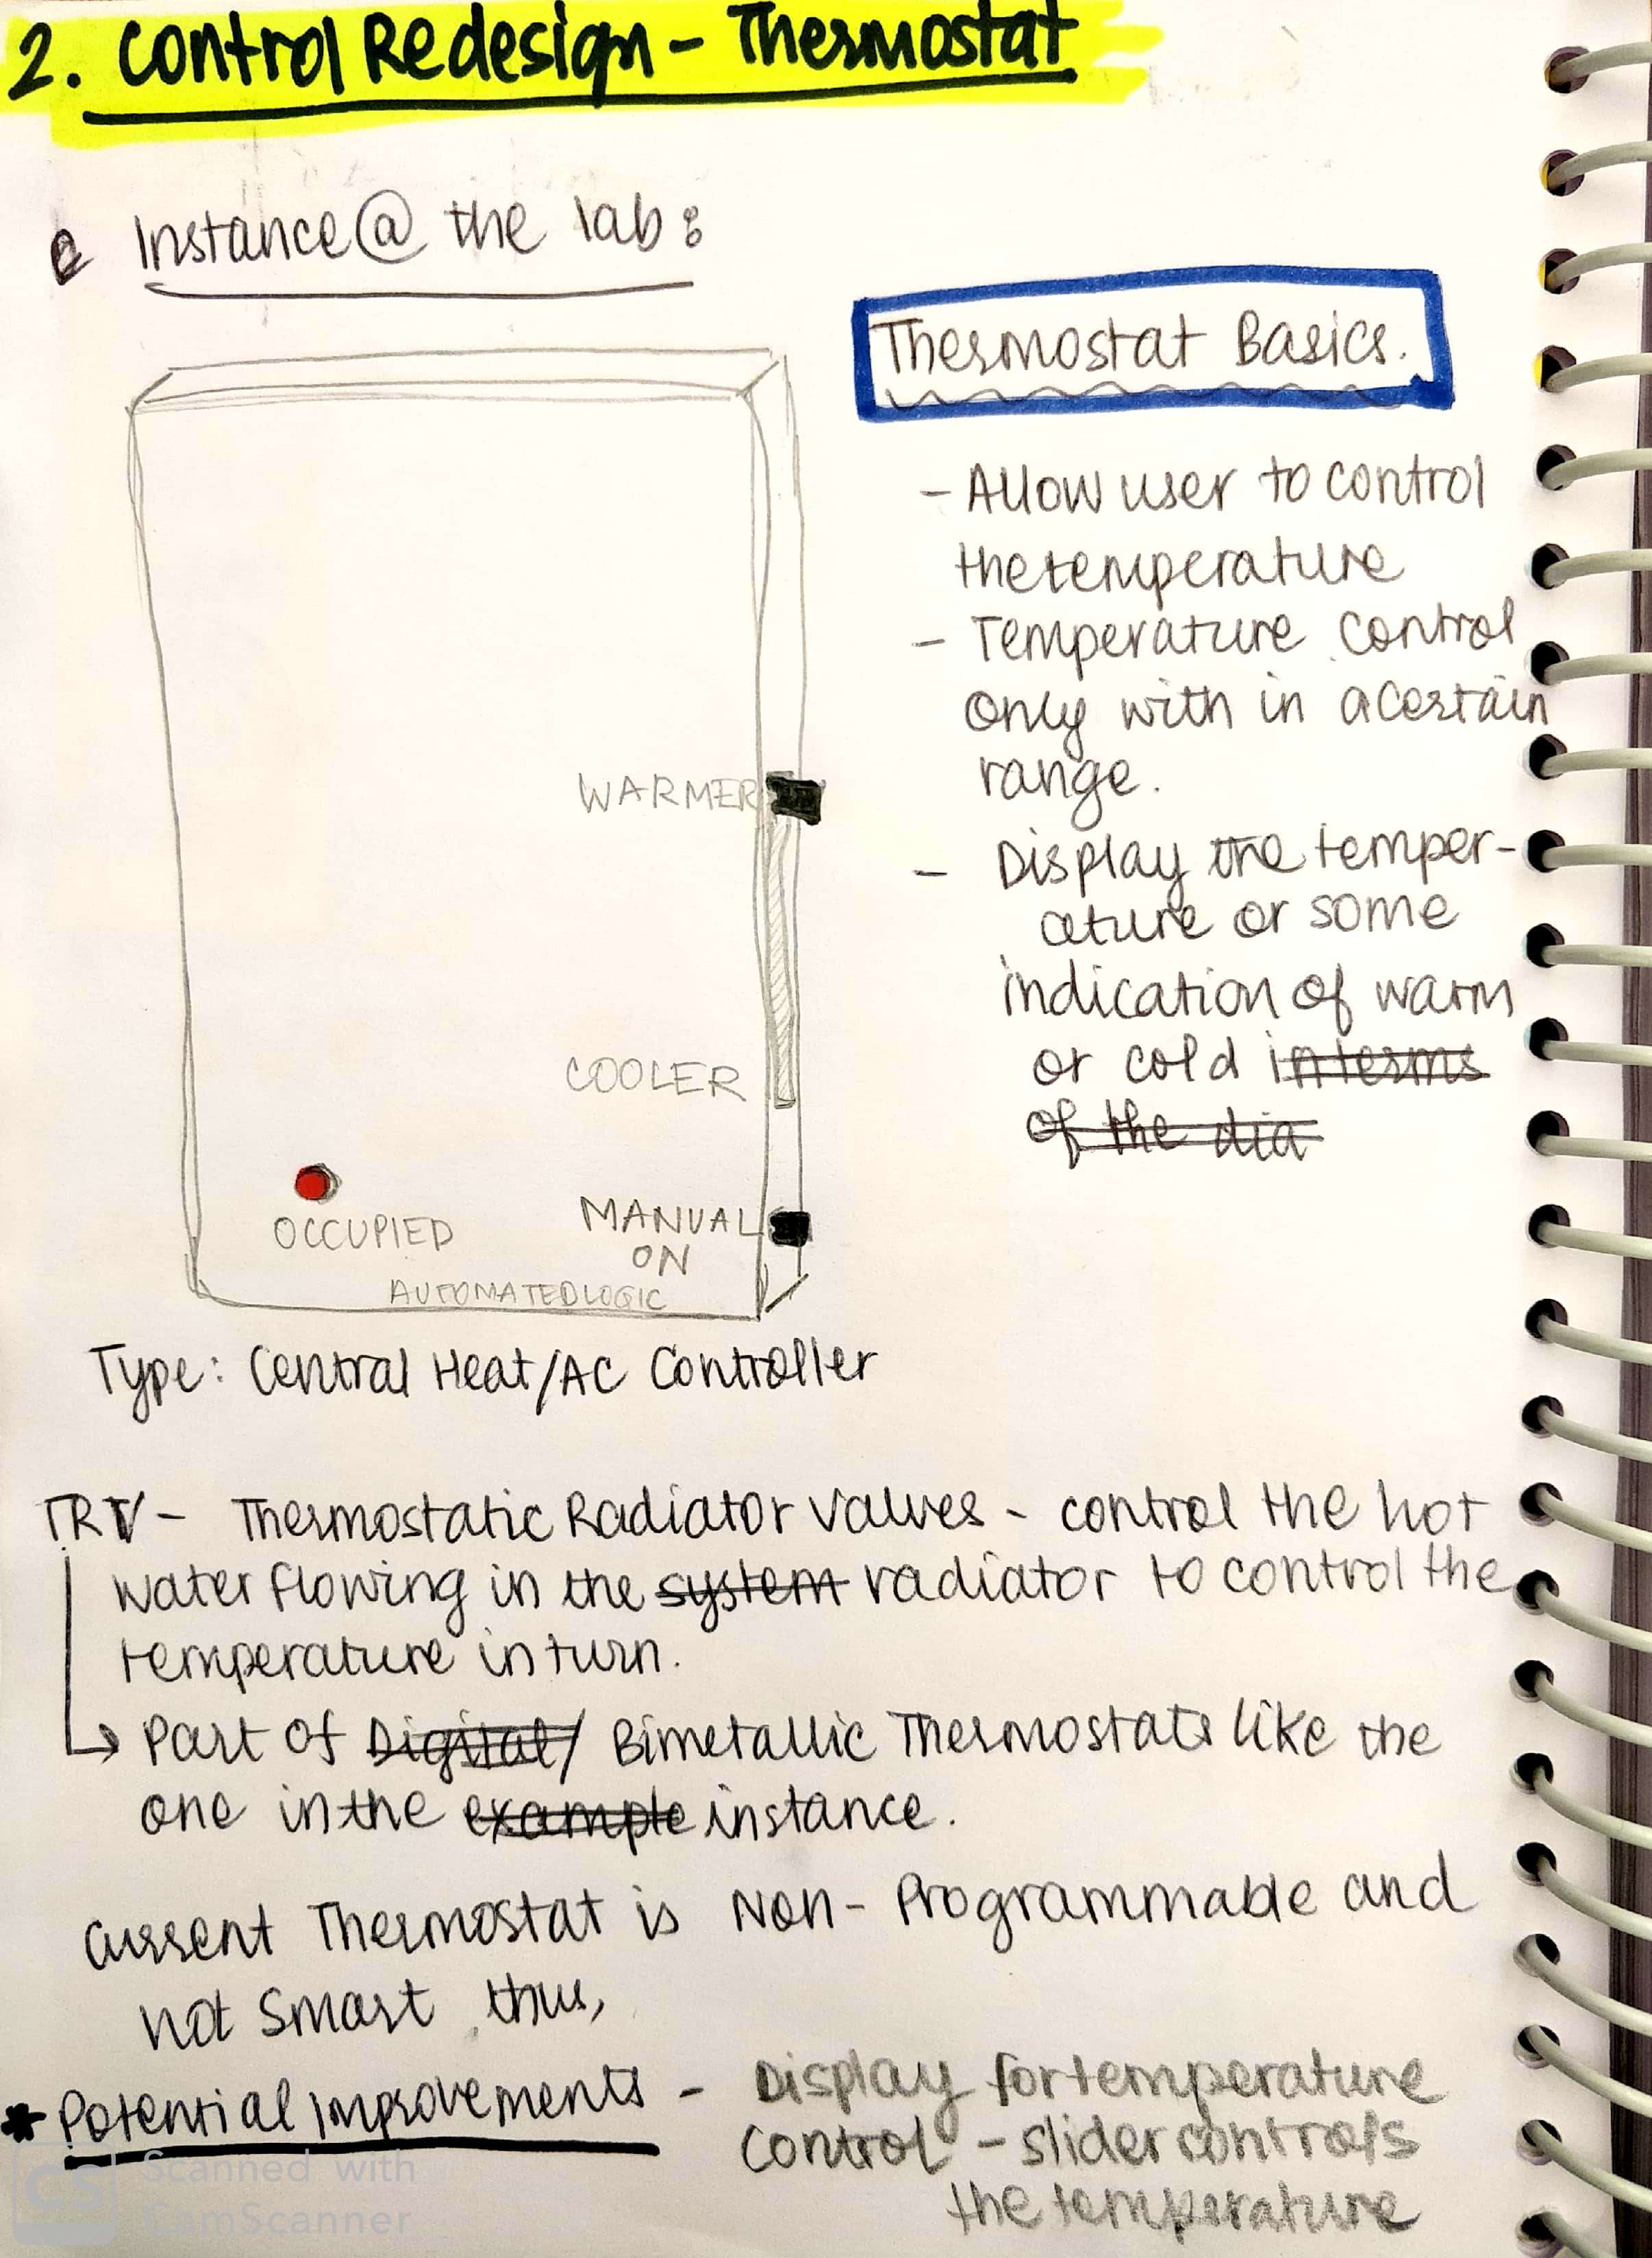 2. Control Redesign - Thermostat
Instance @ the lab:
Thermostat Basics.
- Allow user to control
the temperature
- Temperature control
only with in a certain
range.
- Display the temper-
ature or some
indication of warm
or cold in terms
of the dia
WARMER
COOLER
OCCUPIED
MANUAL
ON
AUTOMATEDLOGIC
Type: Central Heat/AC Controller
TRV - Thermostatic Radiator Valves - control the hot
water flowing in the system radiator to control the
temperature in turn.
→ Part of Digital/ Bimetallic Thermostats like the
one in the example instance.
Current Thermostat is Non-Programmable and
not smart, thus,
* Potential Improvements - Display for temperature
control - slider controls
the temperature
CS Scanned with
CamScanner